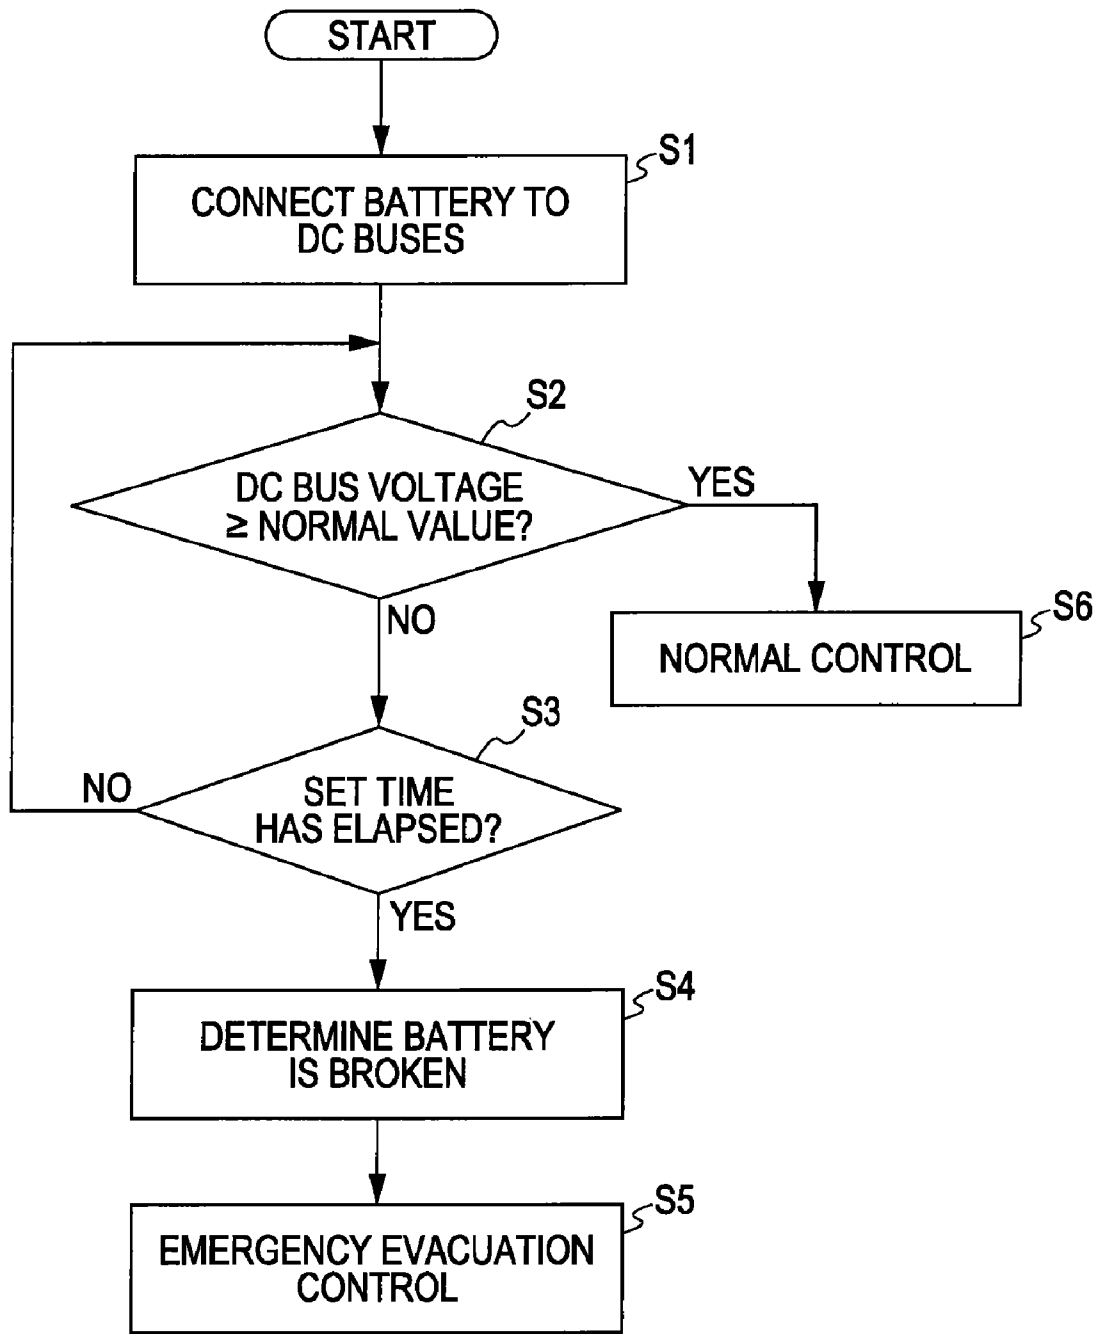 START
S1
CONNECT BATTERY TO
DC BUSES
S2
DC BUS VOLTAGE
≥ NORMAL VALUE?
YES
NO
S6
NORMAL CONTROL
S3
SET TIME
HAS ELAPSED?
NO
YES
S4
DETERMINE BATTERY
IS BROKEN
S5
EMERGENCY EVACUATION
CONTROL